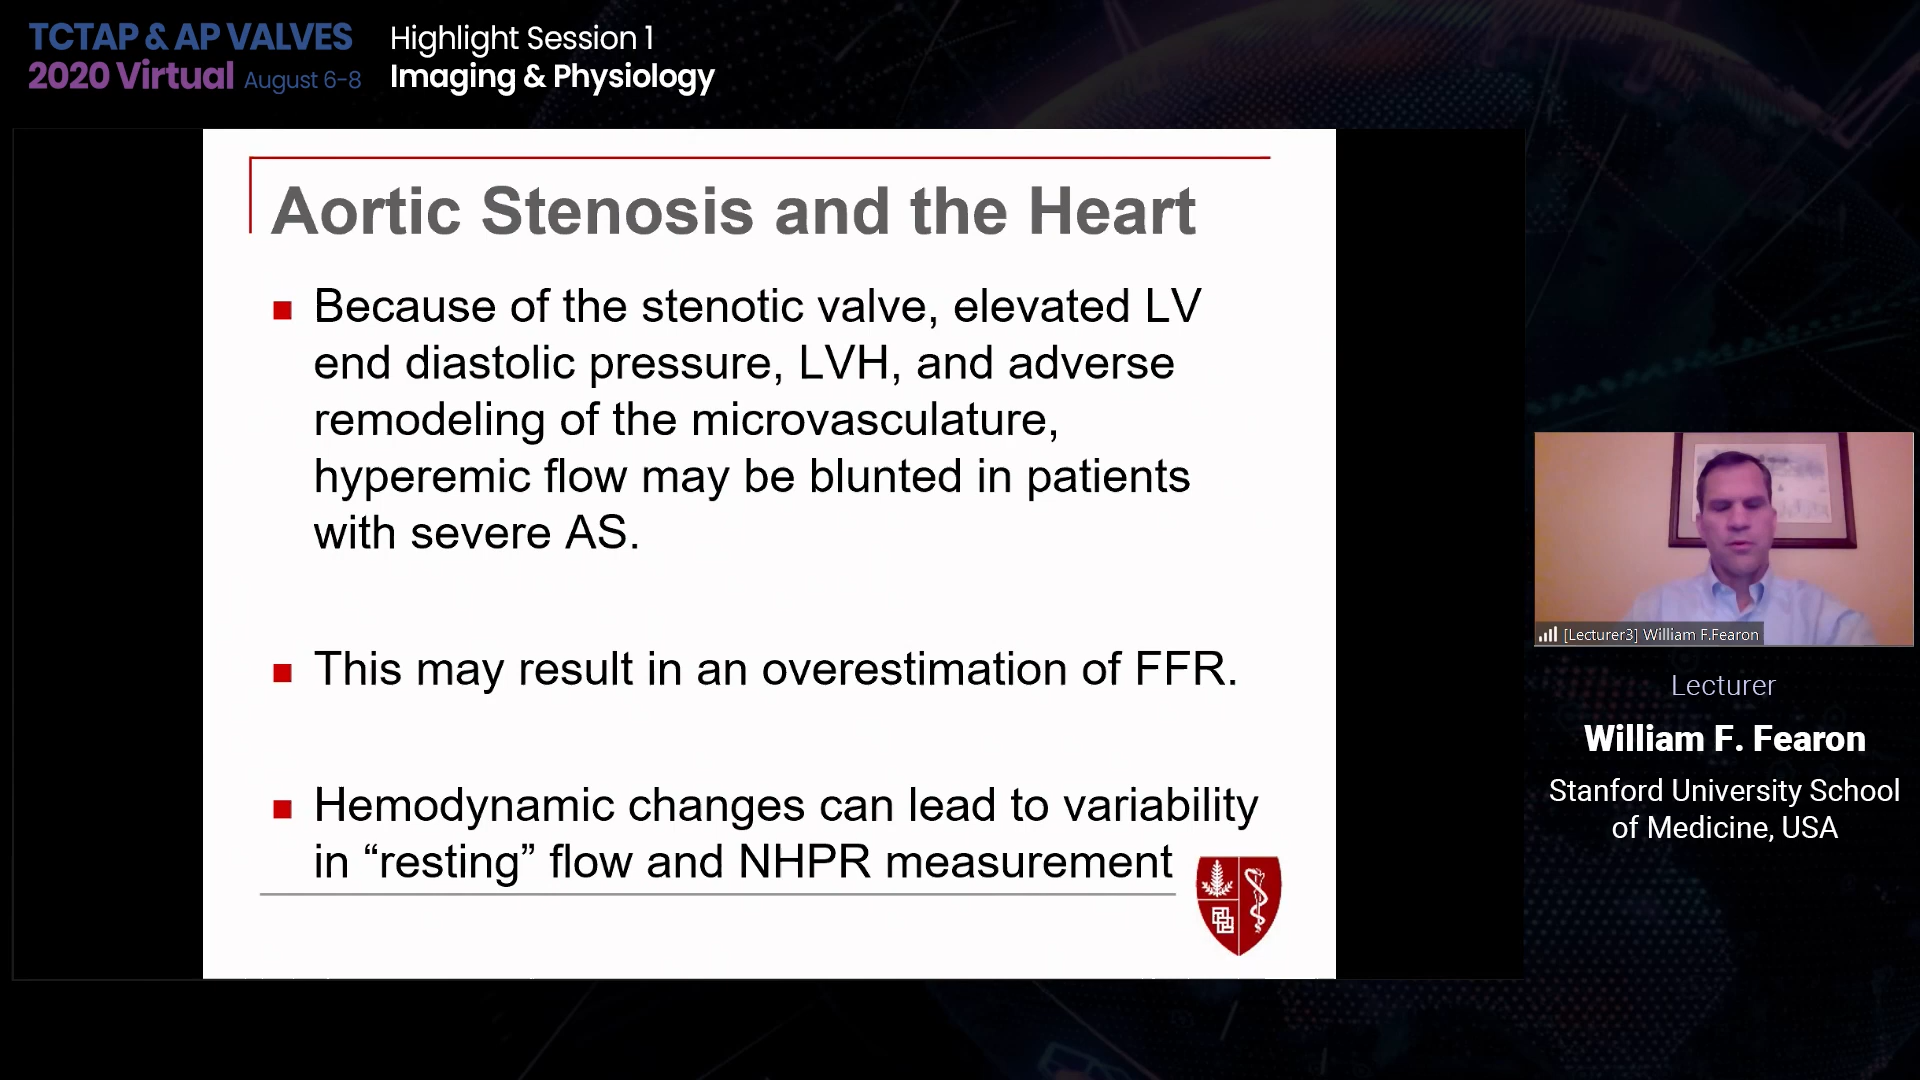 TCTAP & AP VALVES
2020 Virtual August 6-8
Highlight Session 1
Imaging & Physiology
Aortic Stenosis and the Heart
Because of the stenotic valve, elevated LV
end diastolic pressure, LVH, and adverse
remodeling of the microvasculature,
hyperemic flow may be blunted in patients
with severe AS.
This may result in an overestimation of FFR.
Hemodynamic changes can lead to variability
in “resting” flow and NHPR measurement
[Lecturer3] William F.Fearon
Lecturer
William F. Fearon
Stanford University School
of Medicine, USA